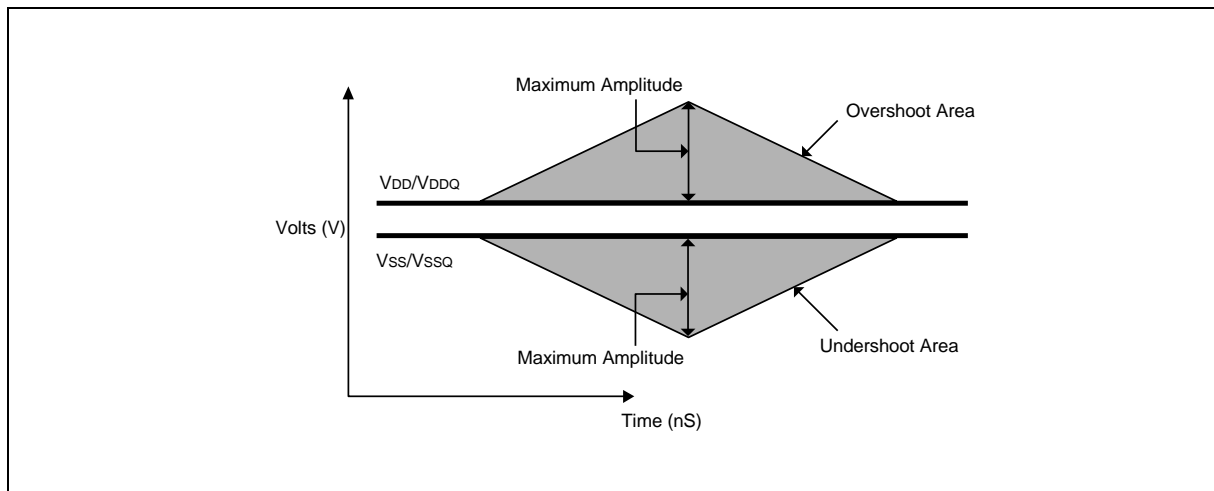 Maximum Amplitude
Overshoot Area
VDD/VDDQ
Volts (V)
VSS/VSSQ
Maximum Amplitude
Undershoot Area
Time (nS)